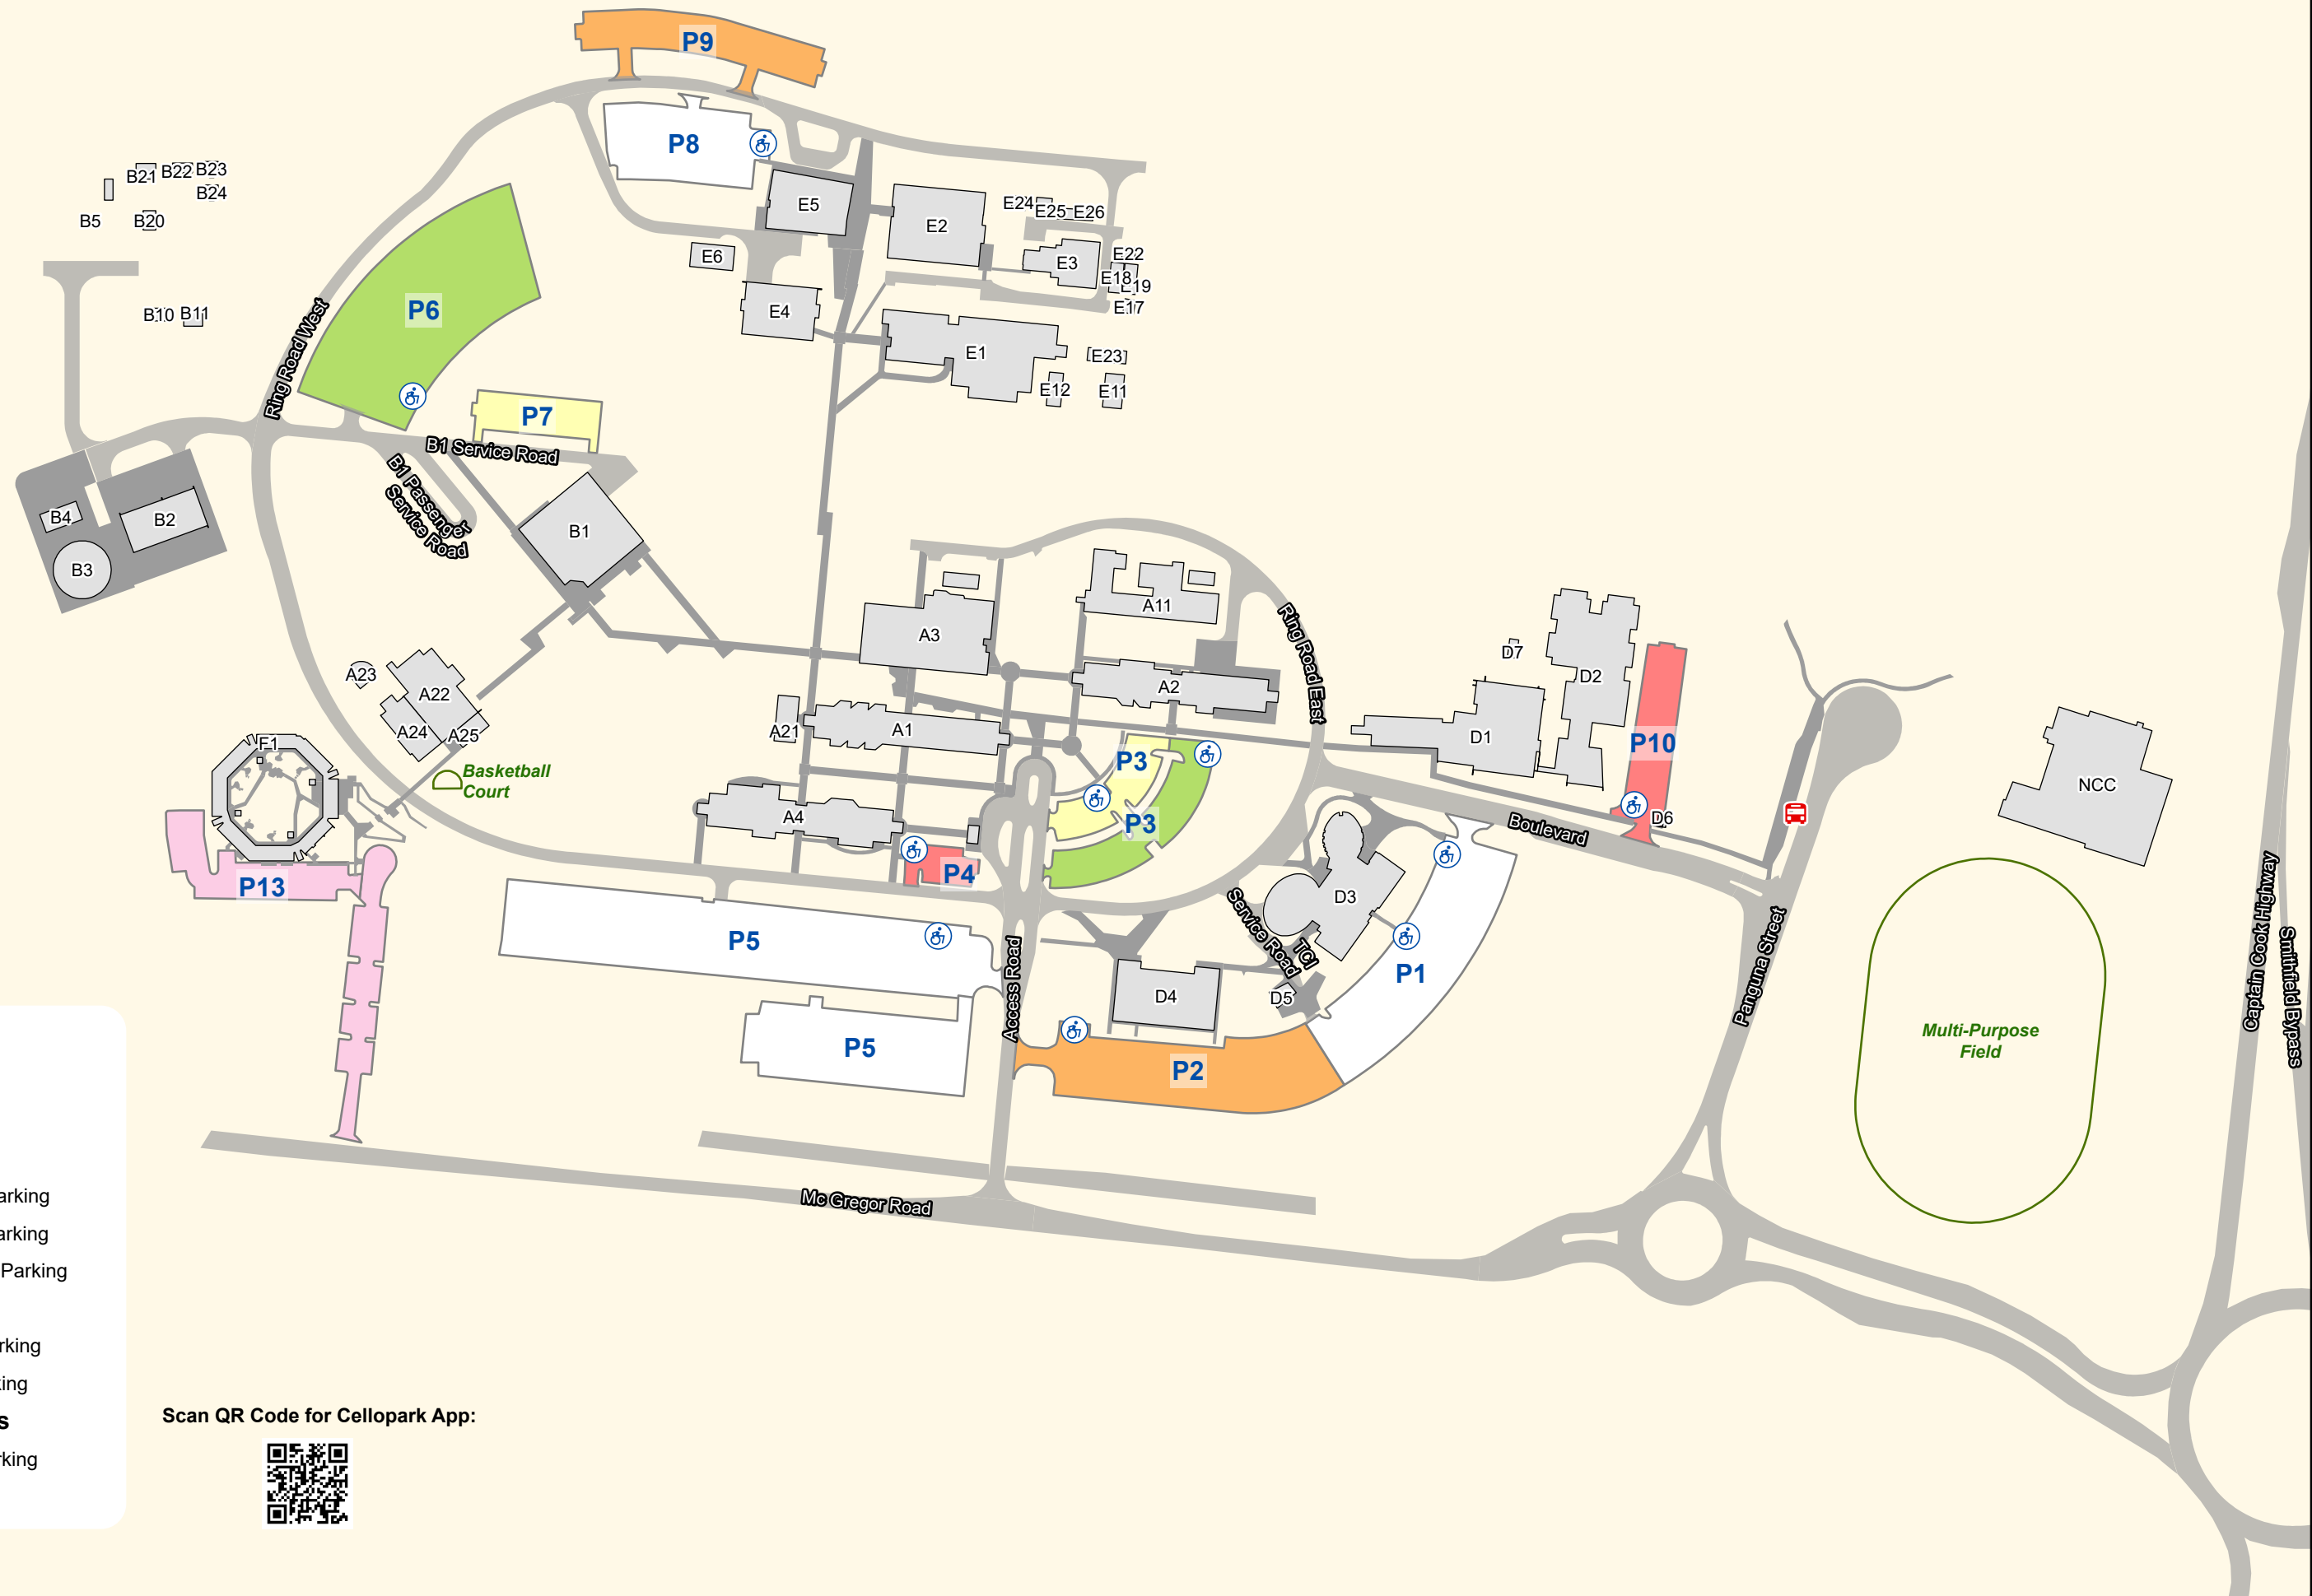 P9
P8
B21
B22
B23
B24
B5
B20
E5
E2
E24
E25
E26
E6
E3
E22
E18
E19
E17
P6
B10
B11
E4
E1
E23
E12
E11
Ring Road West
P7
B1 Service Road
B1 Passenger
Service Road
B4
B2
B3
B1
A3
A11
Ring Road East
D7
D2
A23
A22
A24
A25
A2
A21
A1
D1
P10
F1
Basketball
Court
P3
P3
A4
D6
NCC
Boulevard
P4
P13
D3
Service Road
TCI
P5
P1
Access Road
D4
D5
Panguna Street
Captain Cook Highway
Smithfield Bypass
Multi-Purpose
Field
P5
P2
Mc Gregor Road
arking
arking
Parking
rking
king
s
rking
Scan QR Code for Cellopark App: